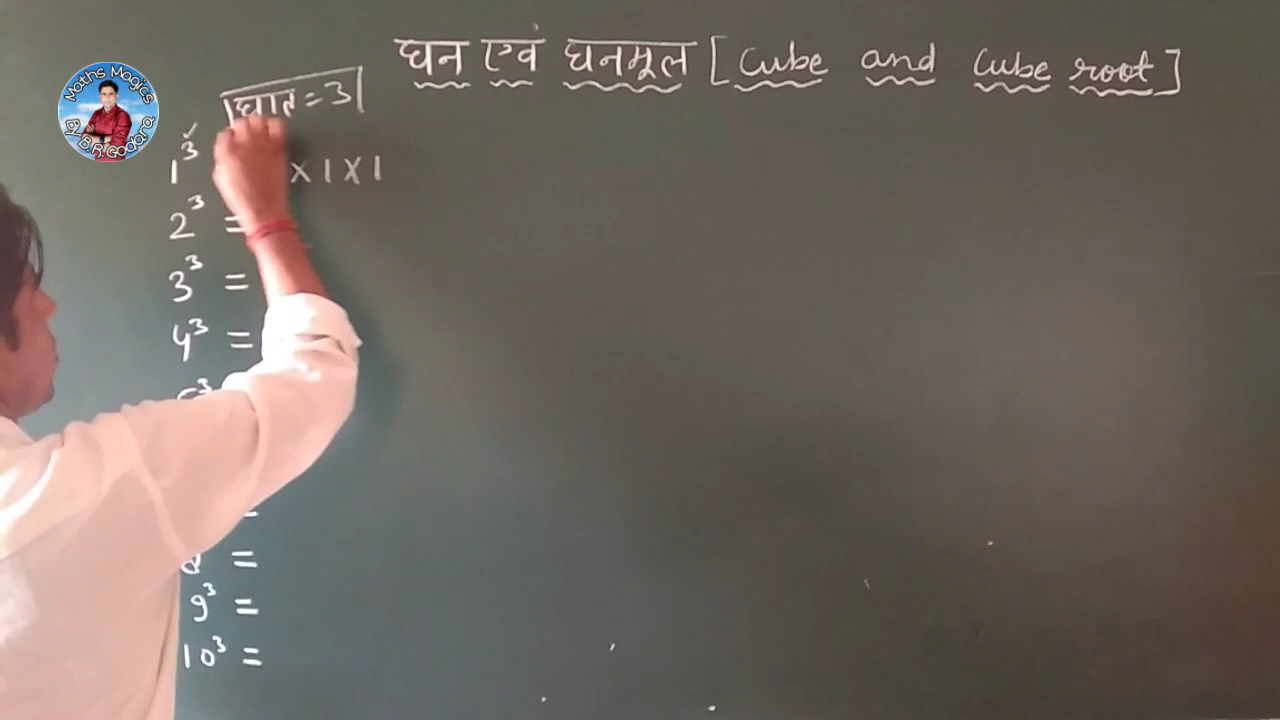 घन एवं घनमूल [cube and cube root]
Maths Magics
By B.R. Godara
घात = 3
1³ × 1 × 1
2³ =
3³ =
4³ =
³
=
=
9³ =
10³ =